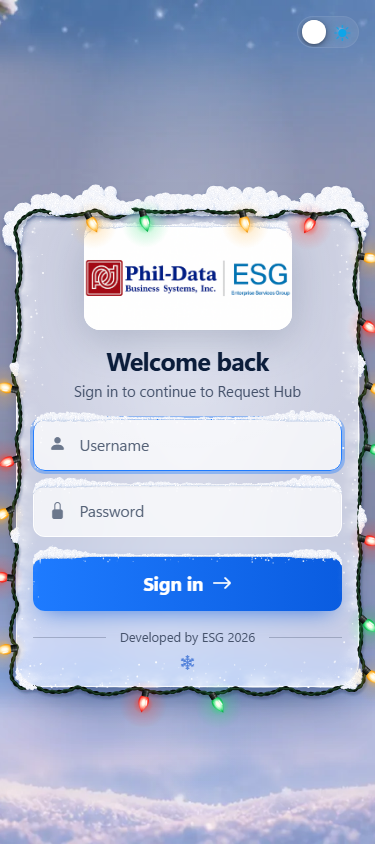 Phil-Data
Business Systems, Inc.
ESG
Enterprise Services Group
Welcome back
Sign in to continue to Request Hub
Username
Password
Sign in
Developed by ESG 2026